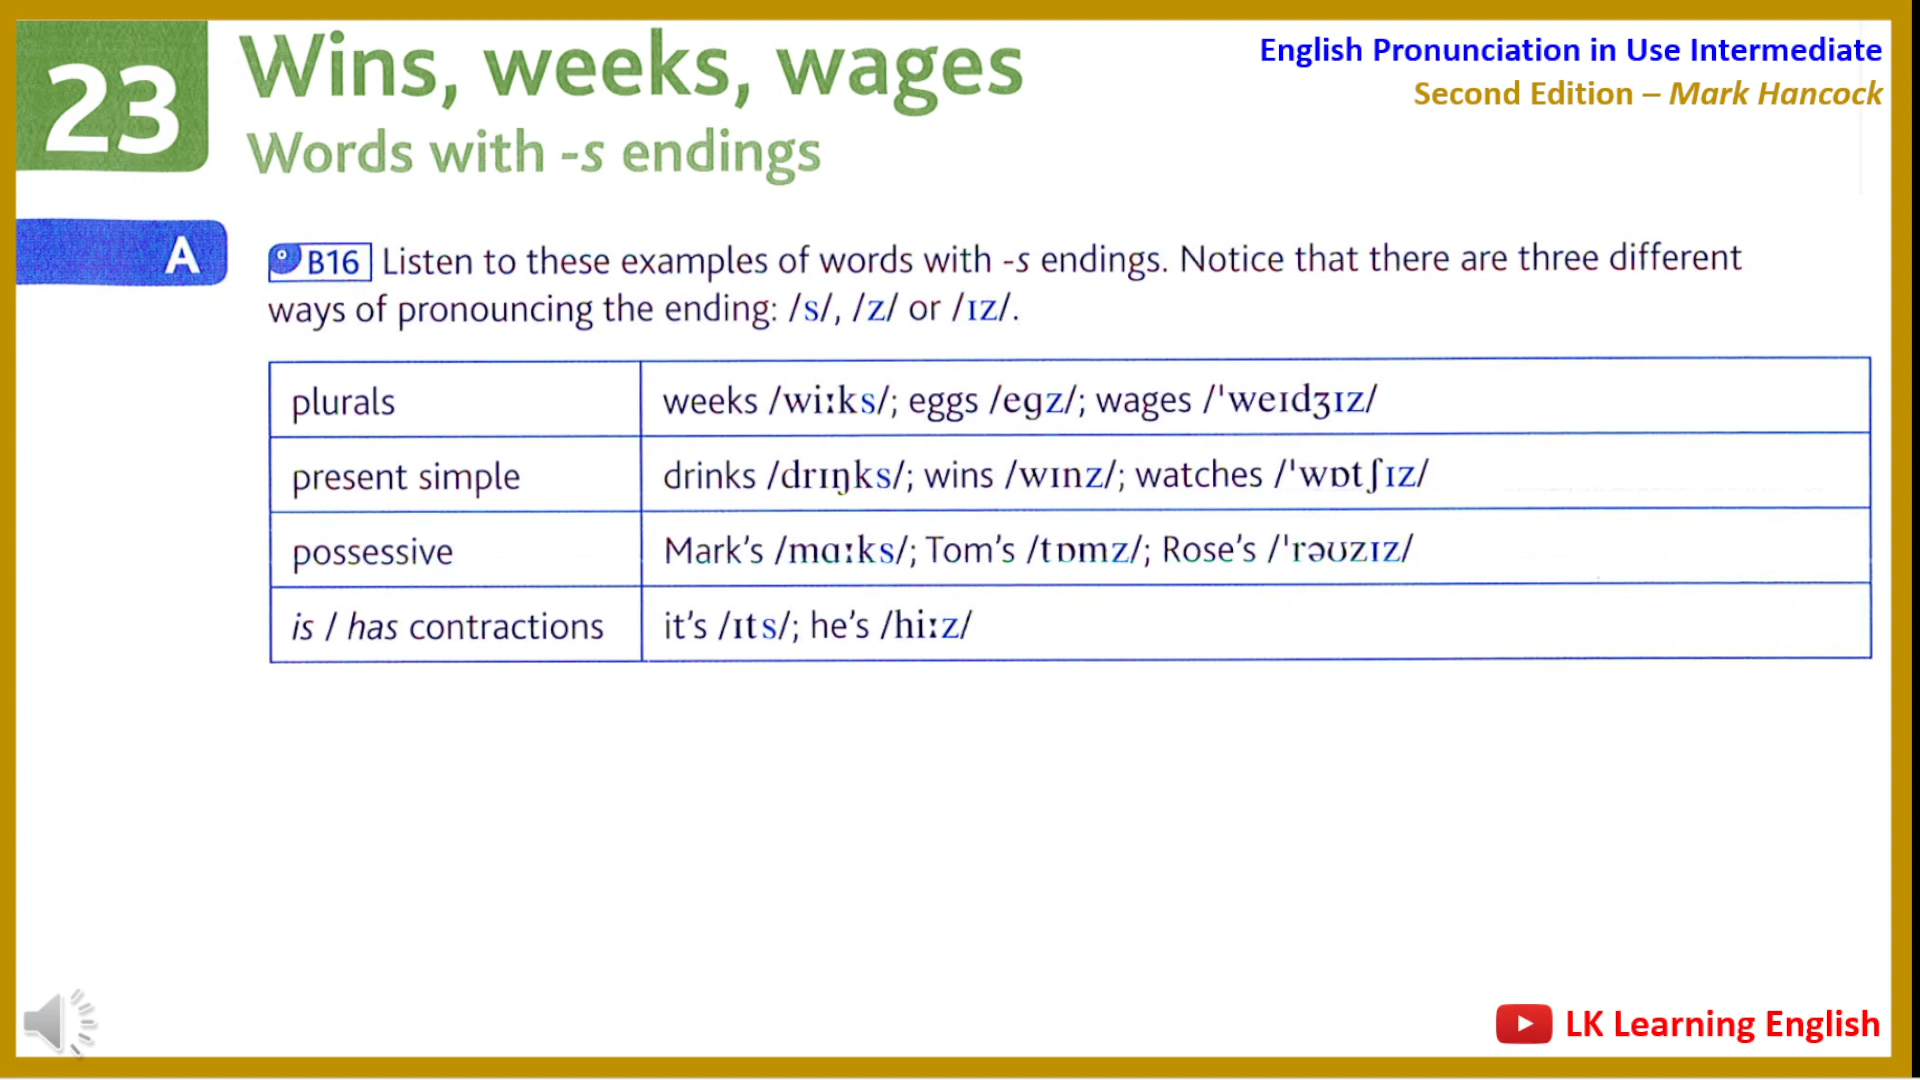 23
Wins, weeks, wages
Words with -s endings
English Pronunciation in Use Intermediate
Second Edition – Mark Hancock
A
B16 Listen to these examples of words with -s endings. Notice that there are three different
ways of pronouncing the ending: /s/, /z/ or /ɪz/.
plurals weeks /wiːks/; eggs /egz/; wages /ˈweɪdʒɪz/
present simple drinks /drɪŋks/; wins /wɪnz/; watches /ˈwɒtʃɪz/
possessive Mark's /mɑːks/; Tom's /tɒmz/; Rose's /ˈrəʊzɪz/
is / has contractions it's /ɪts/; he's /hiːz/
LK Learning English